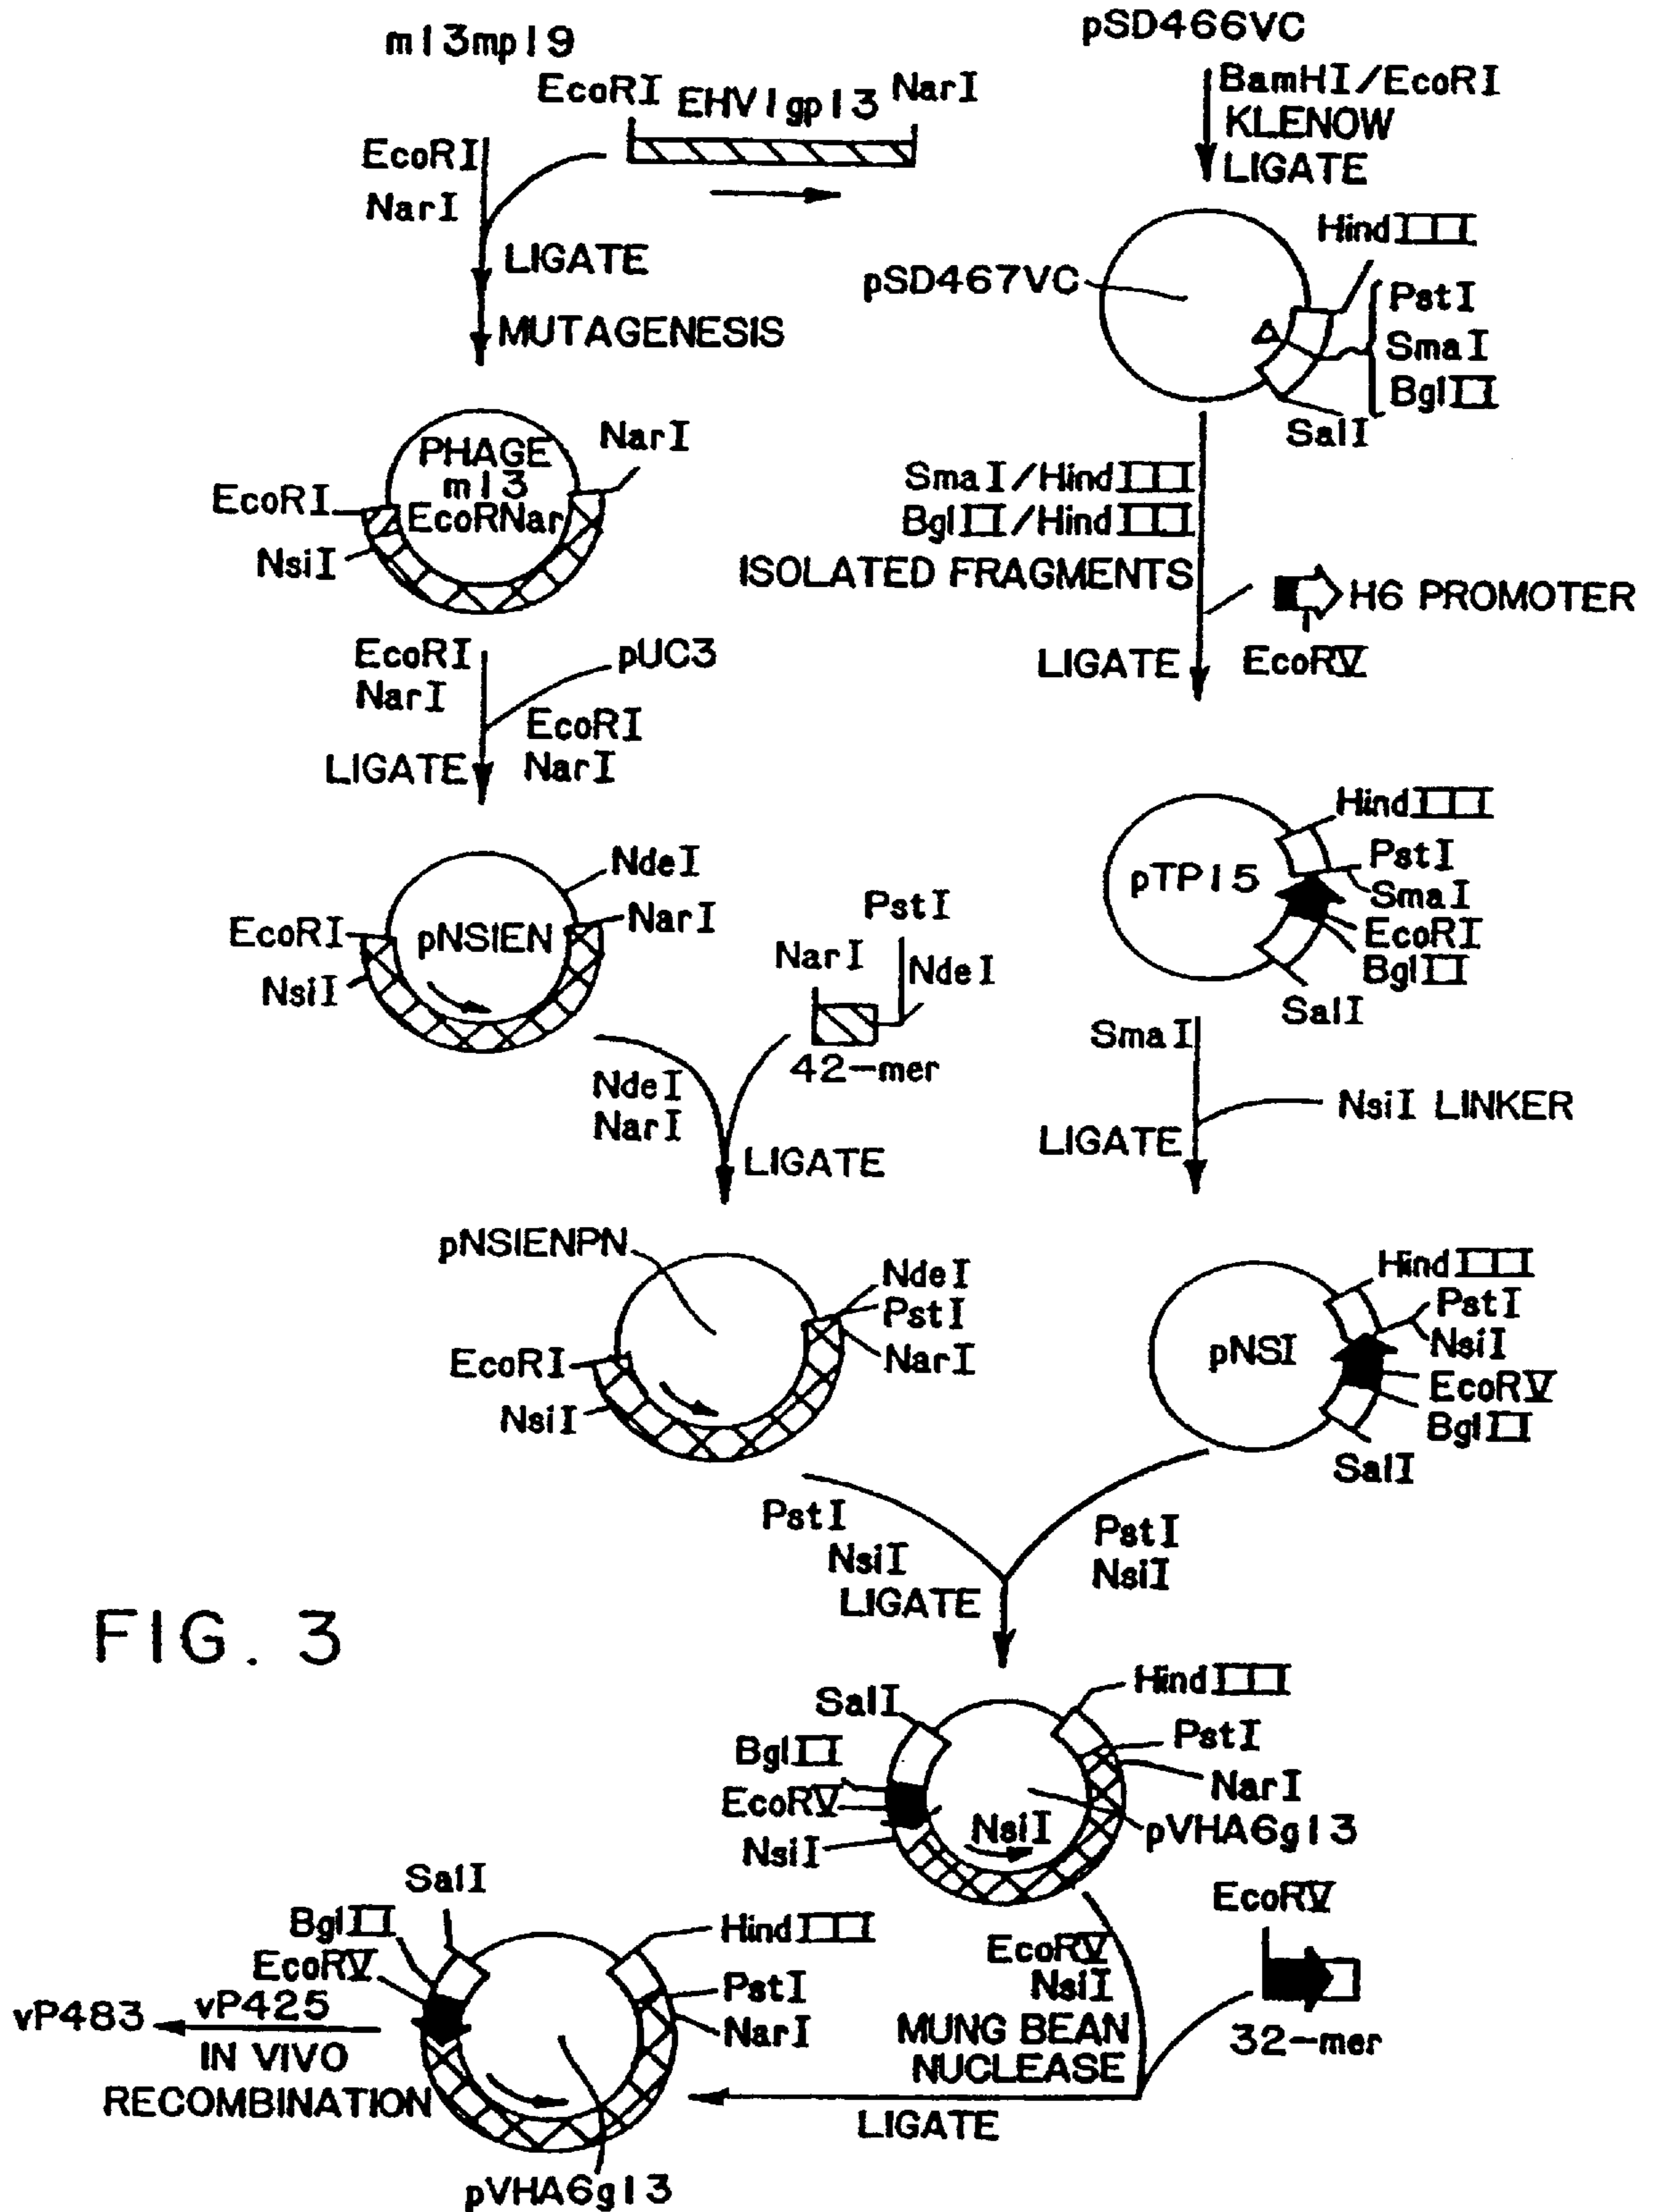 m13mp19
EcoRI EHV1gp13 NarI
EcoRI
NarI
LIGATE
MUTAGENESIS
PHAGE
m13
EcoRNar
NarI
EcoRI
NsiI
EcoRI
NarI
pUC3
EcoRI
NarI
LIGATE
pNSIEN
NdeI
NarI
EcoRI
NsiI
PstI
NarI
NdeI
42-mer
NdeI
NarI
LIGATE
pNSIENPN
NdeI
PstI
NarI
EcoRI
NsiI
PstI
NsiI
LIGATE
pSD466VC
BamHI/EcoRI
KLENOW
LIGATE
pSD467VC
HindIII
PstI
SmaI
BglII
SalI
SmaI/HindIII
BglII/HindIII
ISOLATED FRAGMENTS
H6 PROMOTER
EcoRV
LIGATE
pTP15
HindIII
PstI
SmaI
EcoRI
BglII
SalI
SmaI
NsiI LINKER
LIGATE
pNSI
HindIII
PstI
NsiI
EcoRV
BglII
SalI
PstI
NsiI
FIG. 3
SalI
HindIII
BglII
PstI
EcoRV
NarI
NsiI
NsiI
pVHA6g13
EcoRV
32-mer
EcoRV
NsiI
MUNG BEAN
NUCLEASE
LIGATE
SalI
BglII
EcoRV
HindIII
PstI
NarI
vP483
vP425
IN VIVO
RECOMBINATION
pVHA6g13